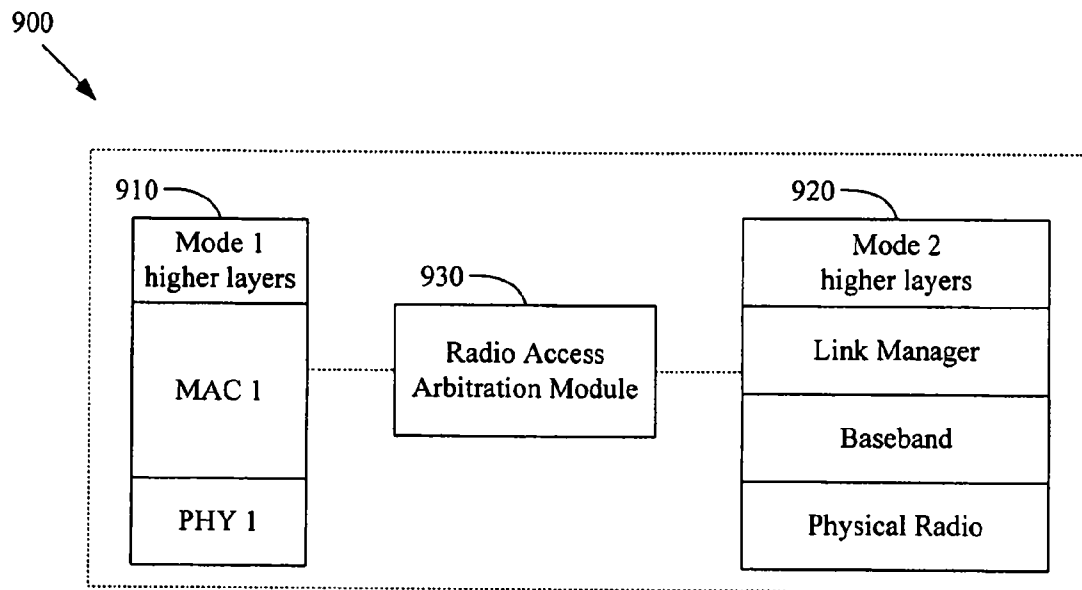 900
910
Mode 1
higher layers
MAC 1
PHY 1
930
Radio Access
Arbitration Module
920
Mode 2
higher layers
Link Manager
Baseband
Physical Radio